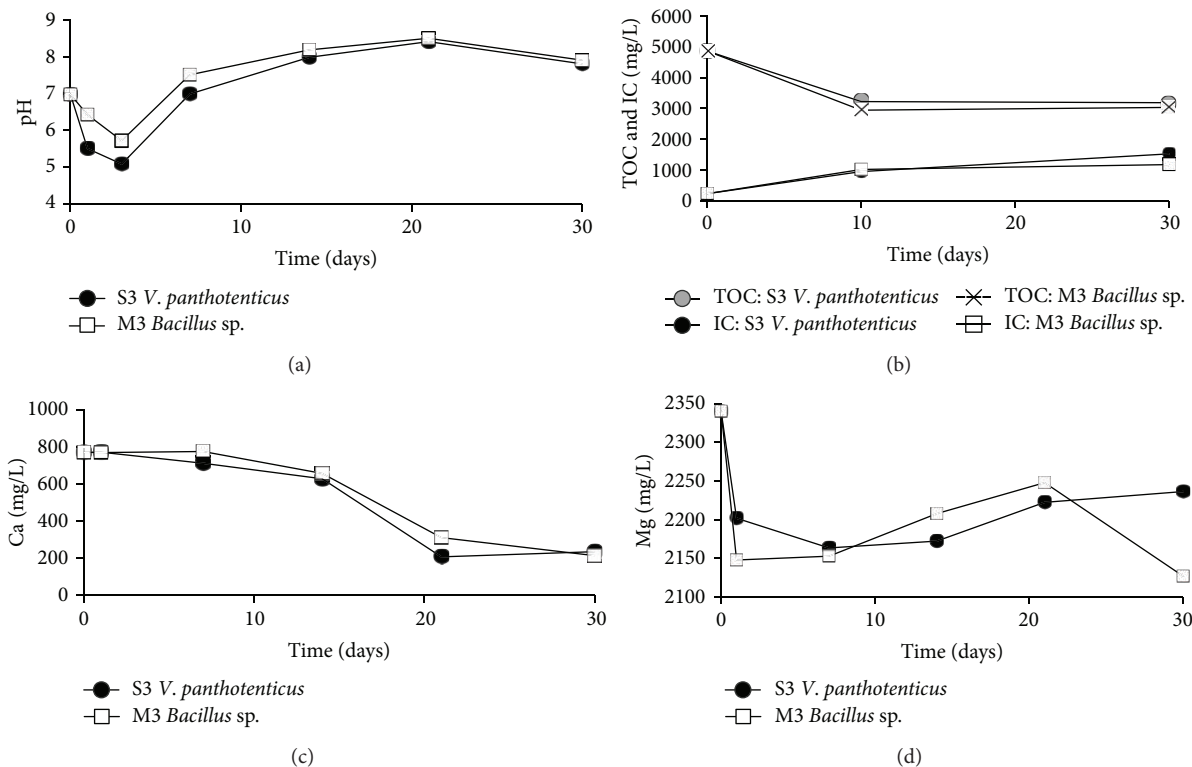 9
8
7
6
5
4
pH
0
10
20
30
Time (days)
S3 V. panthotenticus
M3 Bacillus sp.
(a)
6000
5000
4000
3000
2000
1000
0
TOC and IC (mg/L)
0
10
20
30
Time (days)
TOC: S3 V. panthotenticus
IC: S3 V. panthotenticus
TOC: M3 Bacillus sp.
IC: M3 Bacillus sp.
(b)
1000
800
600
400
200
0
Ca (mg/L)
0
10
20
30
Time (days)
S3 V. panthotenticus
M3 Bacillus sp.
(c)
2350
2300
2250
2200
2150
2100
Mg (mg/L)
0
10
20
30
Time (days)
S3 V. panthotenticus
M3 Bacillus sp.
(d)